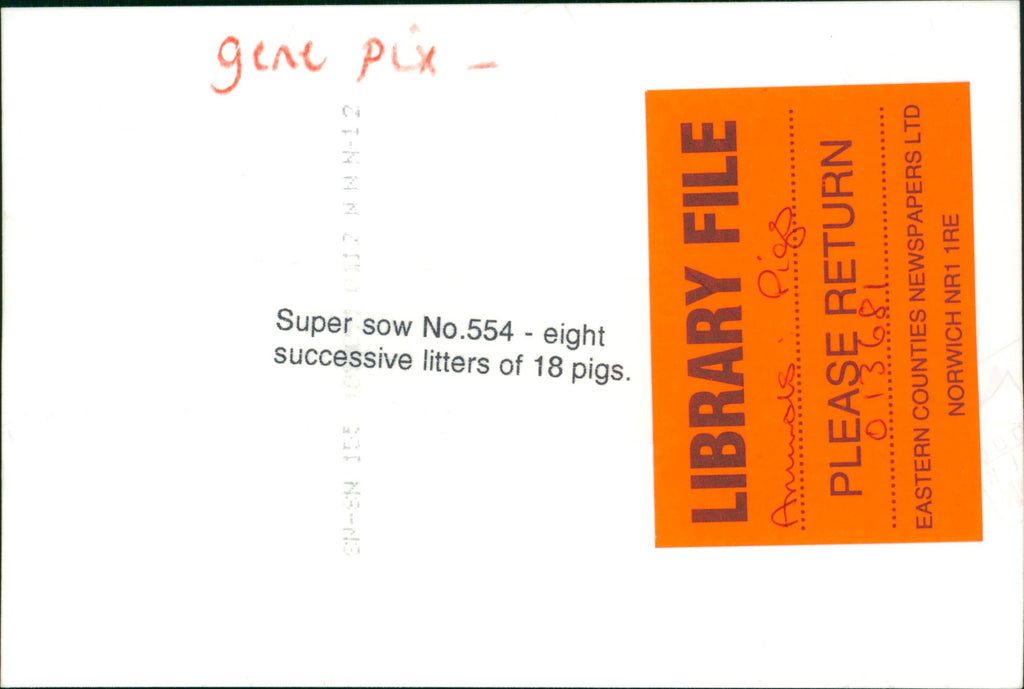 gene pix -
Super sow No.554 - eight
successive litters of 18 pigs.
LIBRARY FILE
Animals. Pigs
PLEASE RETURN
013681
EASTERN COUNTIES NEWSPAPERS LTD
NORWICH NR1 1RE